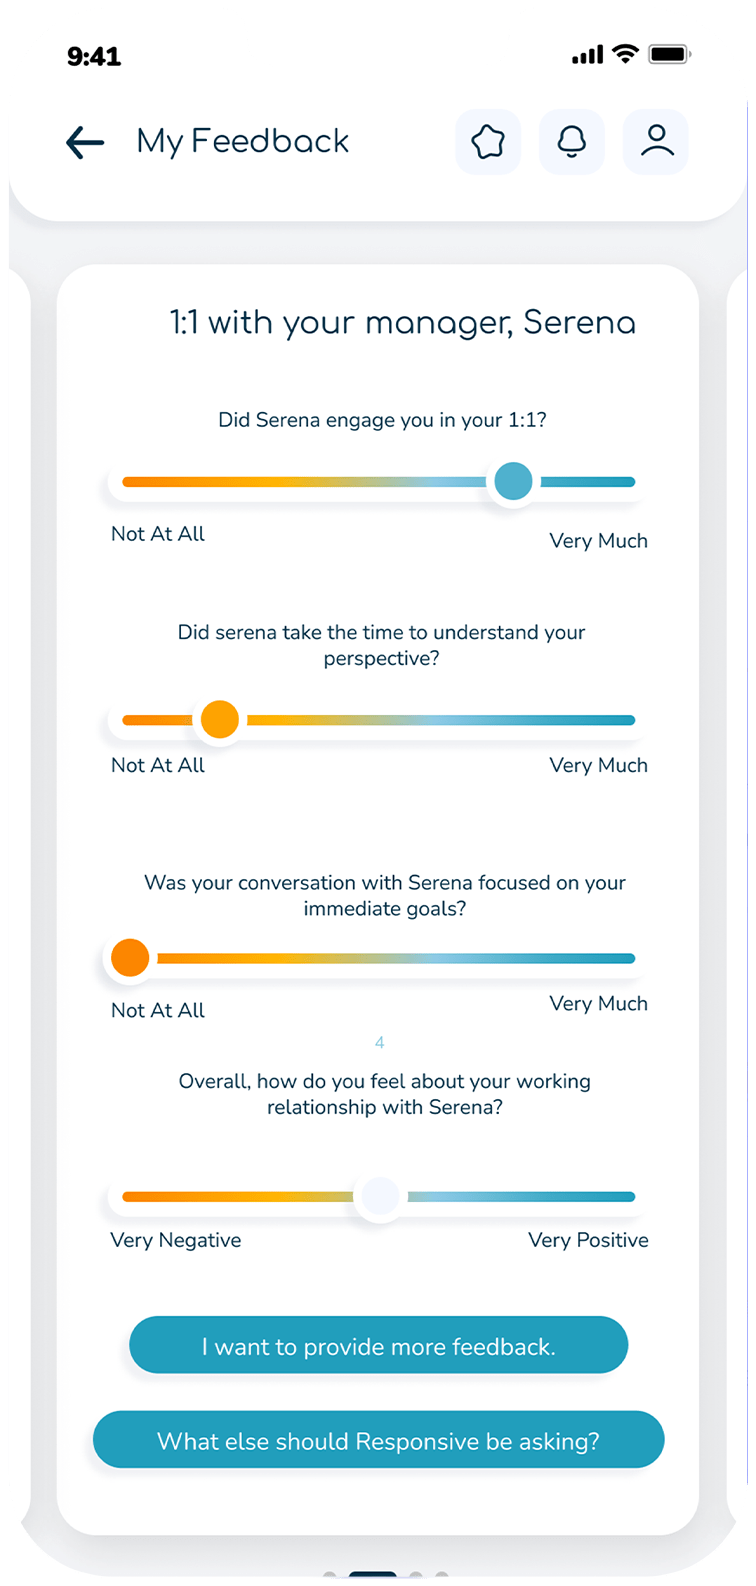 9:41
My Feedback
1:1 with your manager, Serena
Did Serena engage you in your 1:1?
Not At All
Very Much
Did serena take the time to understand your
perspective?
Not At All
Very Much
Was your conversation with Serena focused on your
immediate goals?
Not At All
Very Much
4
Overall, how do you feel about your working
relationship with Serena?
Very Negative
Very Positive
I want to provide more feedback.
What else should Responsive be asking?